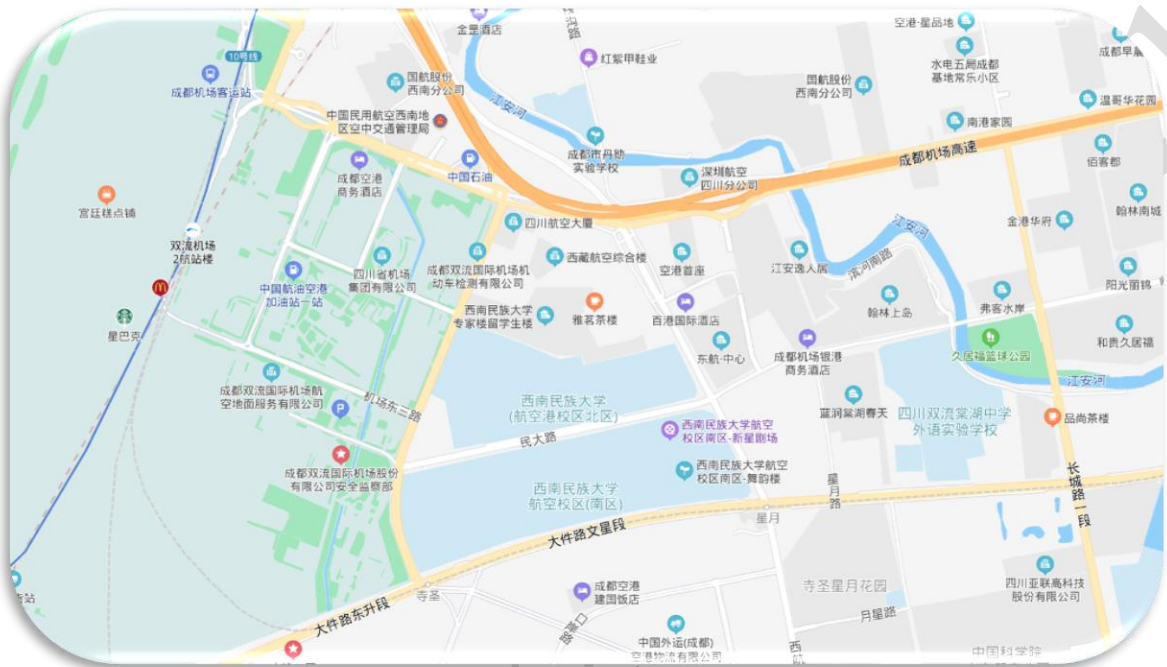 金罡酒店
空港·星品地
10号线
国航股份
西南分公司
红紫甲鞋业
水电五局成都
基地常乐小区
成都机场客运站
江安河
国航股份
西南分公司
温哥华花园
中国民用航空西南地
区空中交通管理局
南港家园
成都空港
商务酒店
中国石油
成都市丹勋
实验学校
深圳航空
四川分公司
成都机场高速
佰客郡
宫廷糕点铺
翰林南城
四川航空大厦
江安河
金港华府
双流机场
2航站楼
四川省机场
集团有限公司
成都双流国际机场机
动车检测有限公司
西藏航空综合楼
空港首座
江安逸人居
滨河南路
中国航油空港
加油站一站
阳光丽锦
西南民族大学
专家楼留学生楼
雅茗茶楼
百港国际酒店
翰林上岛
弗客水岸
星巴克
东航·中心
成都机场银港
商务酒店
久居福篮球公园
和贵久居福
成都双流国际机场航
空地面服务有限公司
机场东三路
P
江安河
西南民族大学
(航空港校区北区)
蓝润棠湖春天
四川双流棠湖中学
外语实验学校
品尚茶楼
民大路
西南民族大学航空
校区南区-新星剧场
成都双流国际机场股份
有限公司安全监察部
西南民族大学航空
校区南区-舞韵楼
西南民族大学
航空校区(南区)
星月路
长城路一段
星月
大件路文星段
寺圣
成都空港
建国饭店
寺圣星月花园
四川亚联高科技
股份有限公司
大件路东升段
月星路
中国外运(成都)
空港物流有限公司
中国科学院